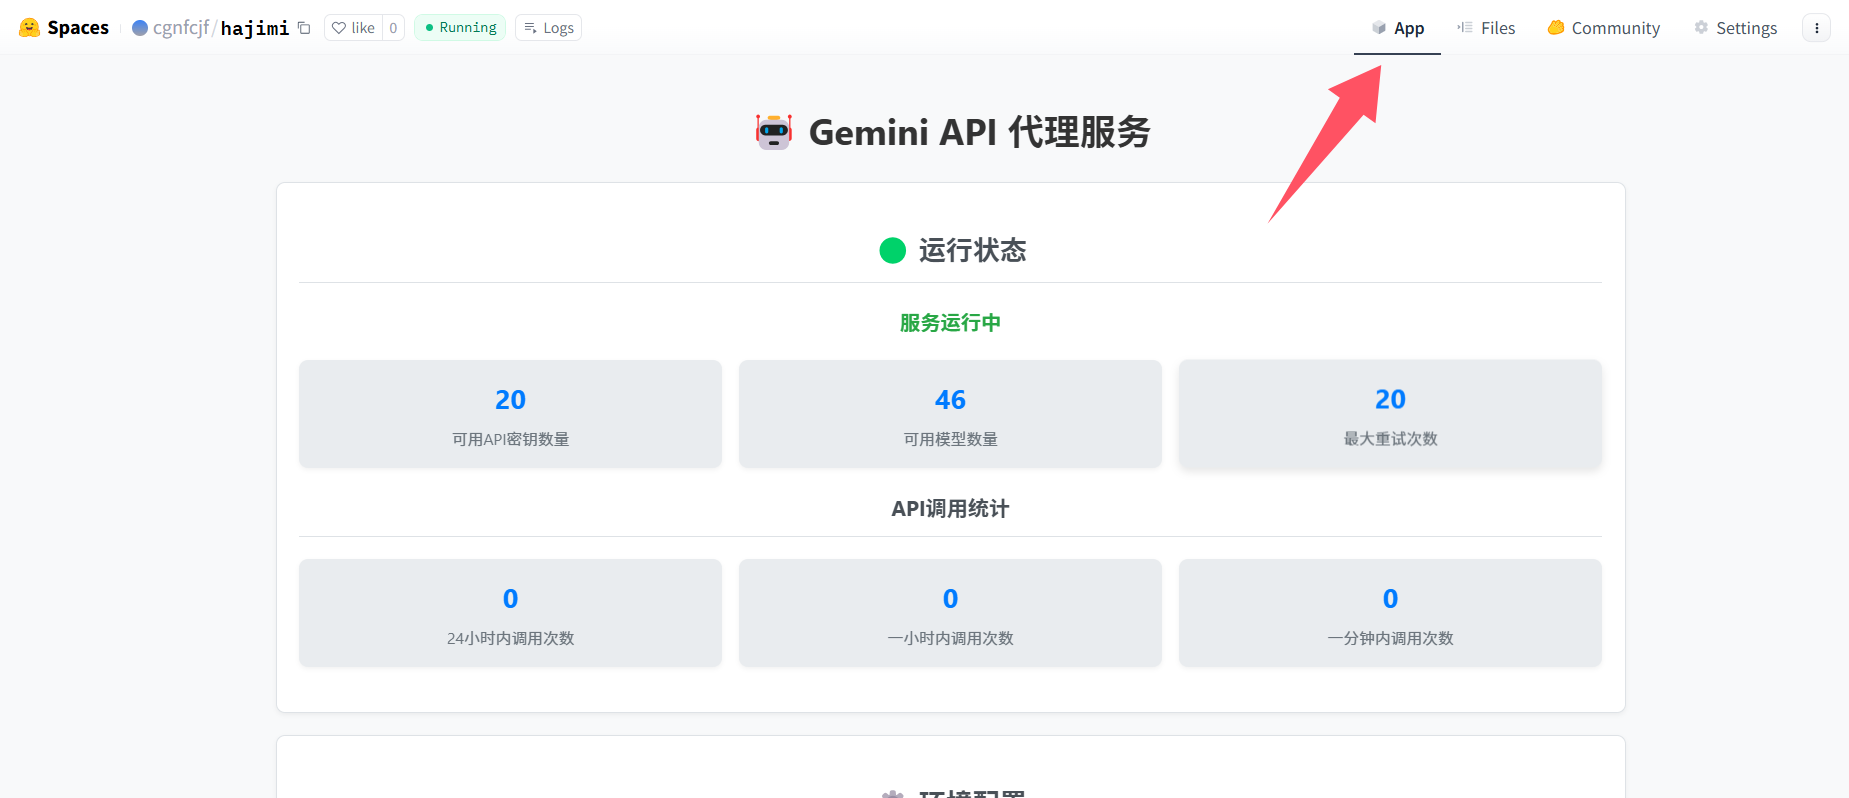 Spaces cgnfcjf/hajimi like 0 Running Logs App Files Community Settings
Gemini API 代理服务
运行状态
服务运行中
20 46 20
可用API密钥数量 可用模型数量 最大重试次数
API调用统计
0 0 0
24小时内调用次数 一小时内调用次数 一分钟内调用次数
环境配置